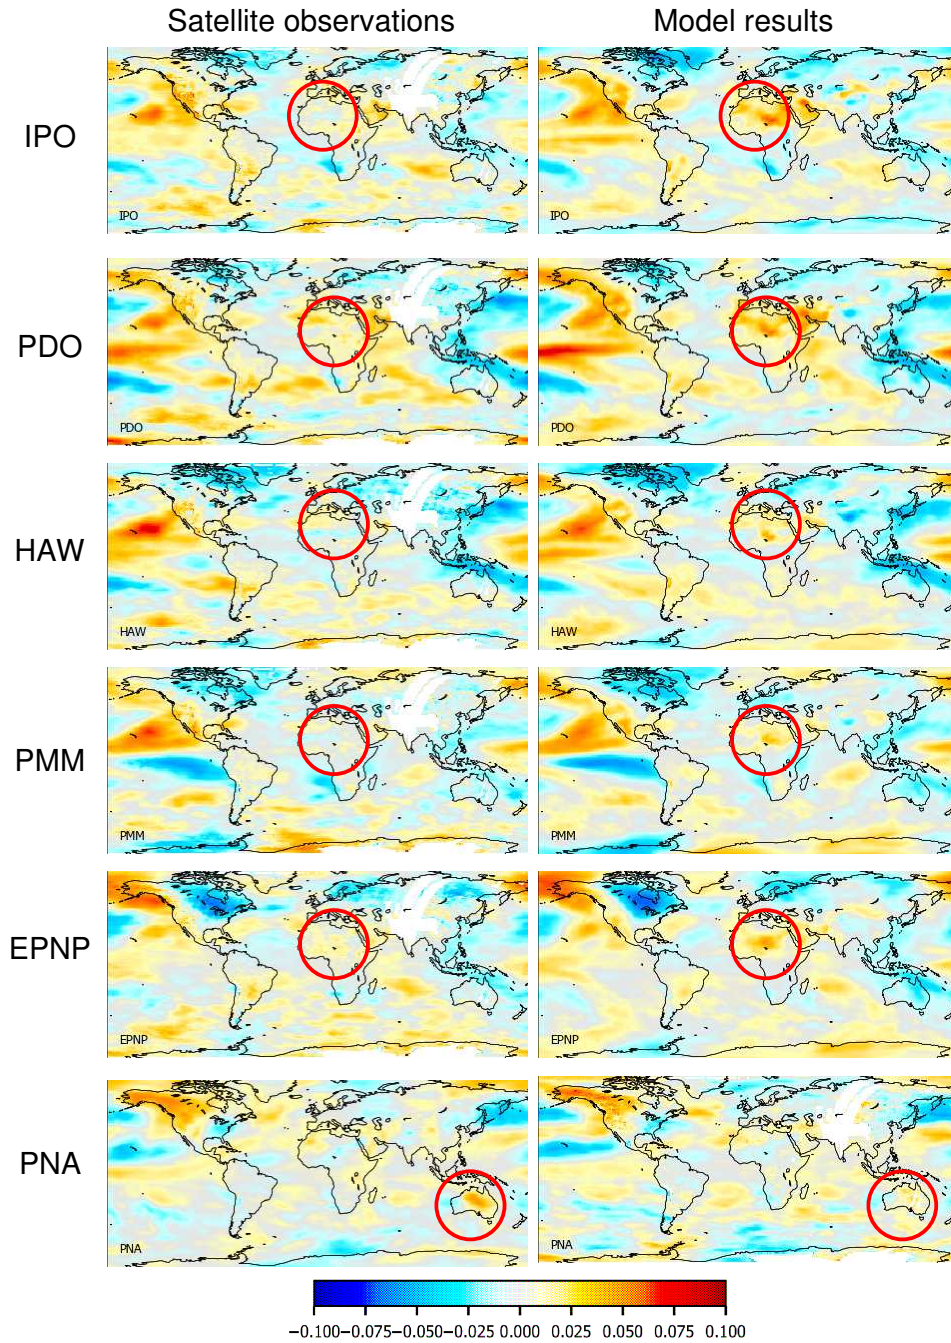 Satellite observations Model results
IPO
IPO IPO
PDO
PDO PDO
HAW
HAW HAW
PMM
PMM PMM
EPNP
EPNP EPNP
PNA
PNA PNA
−0.100−0.075−0.050−0.025 0.000 0.025 0.050 0.075 0.100